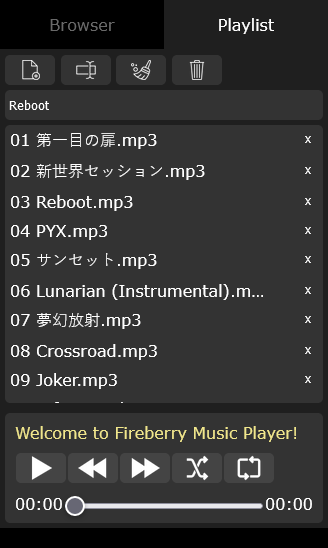 Browser Playlist
Reboot
01 第一目の扉.mp3 x
02 新世界セッション.mp3 x
03 Reboot.mp3 x
04 PYX.mp3 x
05 サンセット.mp3 x
06 Lunarian (Instrumental).m... x
07 夢幻放射.mp3 x
08 Crossroad.mp3 x
09 Joker.mp3 x
Welcome to Fireberry Music Player!
00:00 00:00